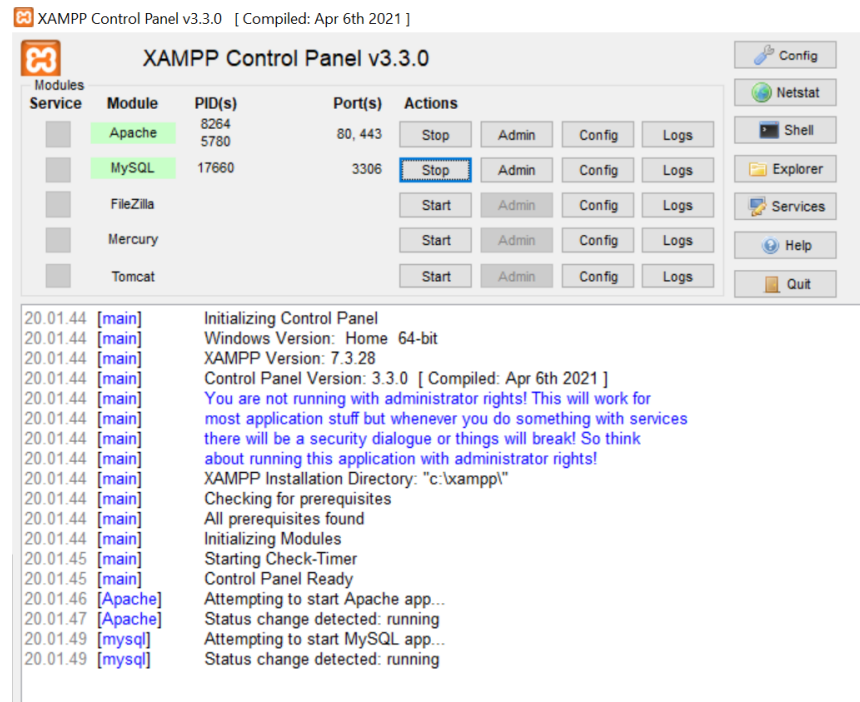 XAMPP Control Panel v3.3.0 [ Compiled: Apr 6th 2021 ]
XAMPP Control Panel v3.3.0
Config
Modules
Service Module PID(s) Port(s) Actions
Netstat
Apache 8264 5780 80, 443 Stop Admin Config Logs
Shell
MySQL 17660 3306 Stop Admin Config Logs
Explorer
FileZilla Start Admin Config Logs
Services
Mercury Start Admin Config Logs
Help
Tomcat Start Admin Config Logs
Quit
20.01.44 [main] Initializing Control Panel
20.01.44 [main] Windows Version: Home 64-bit
20.01.44 [main] XAMPP Version: 7.3.28
20.01.44 [main] Control Panel Version: 3.3.0 [ Compiled: Apr 6th 2021 ]
20.01.44 [main] You are not running with administrator rights! This will work for
20.01.44 [main] most application stuff but whenever you do something with services
20.01.44 [main] there will be a security dialogue or things will break! So think
20.01.44 [main] about running this application with administrator rights!
20.01.44 [main] XAMPP Installation Directory: "c:\xampp\"
20.01.44 [main] Checking for prerequisites
20.01.44 [main] All prerequisites found
20.01.44 [main] Initializing Modules
20.01.45 [main] Starting Check-Timer
20.01.45 [main] Control Panel Ready
20.01.46 [Apache] Attempting to start Apache app...
20.01.47 [Apache] Status change detected: running
20.01.49 [mysql] Attempting to start MySQL app...
20.01.49 [mysql] Status change detected: running